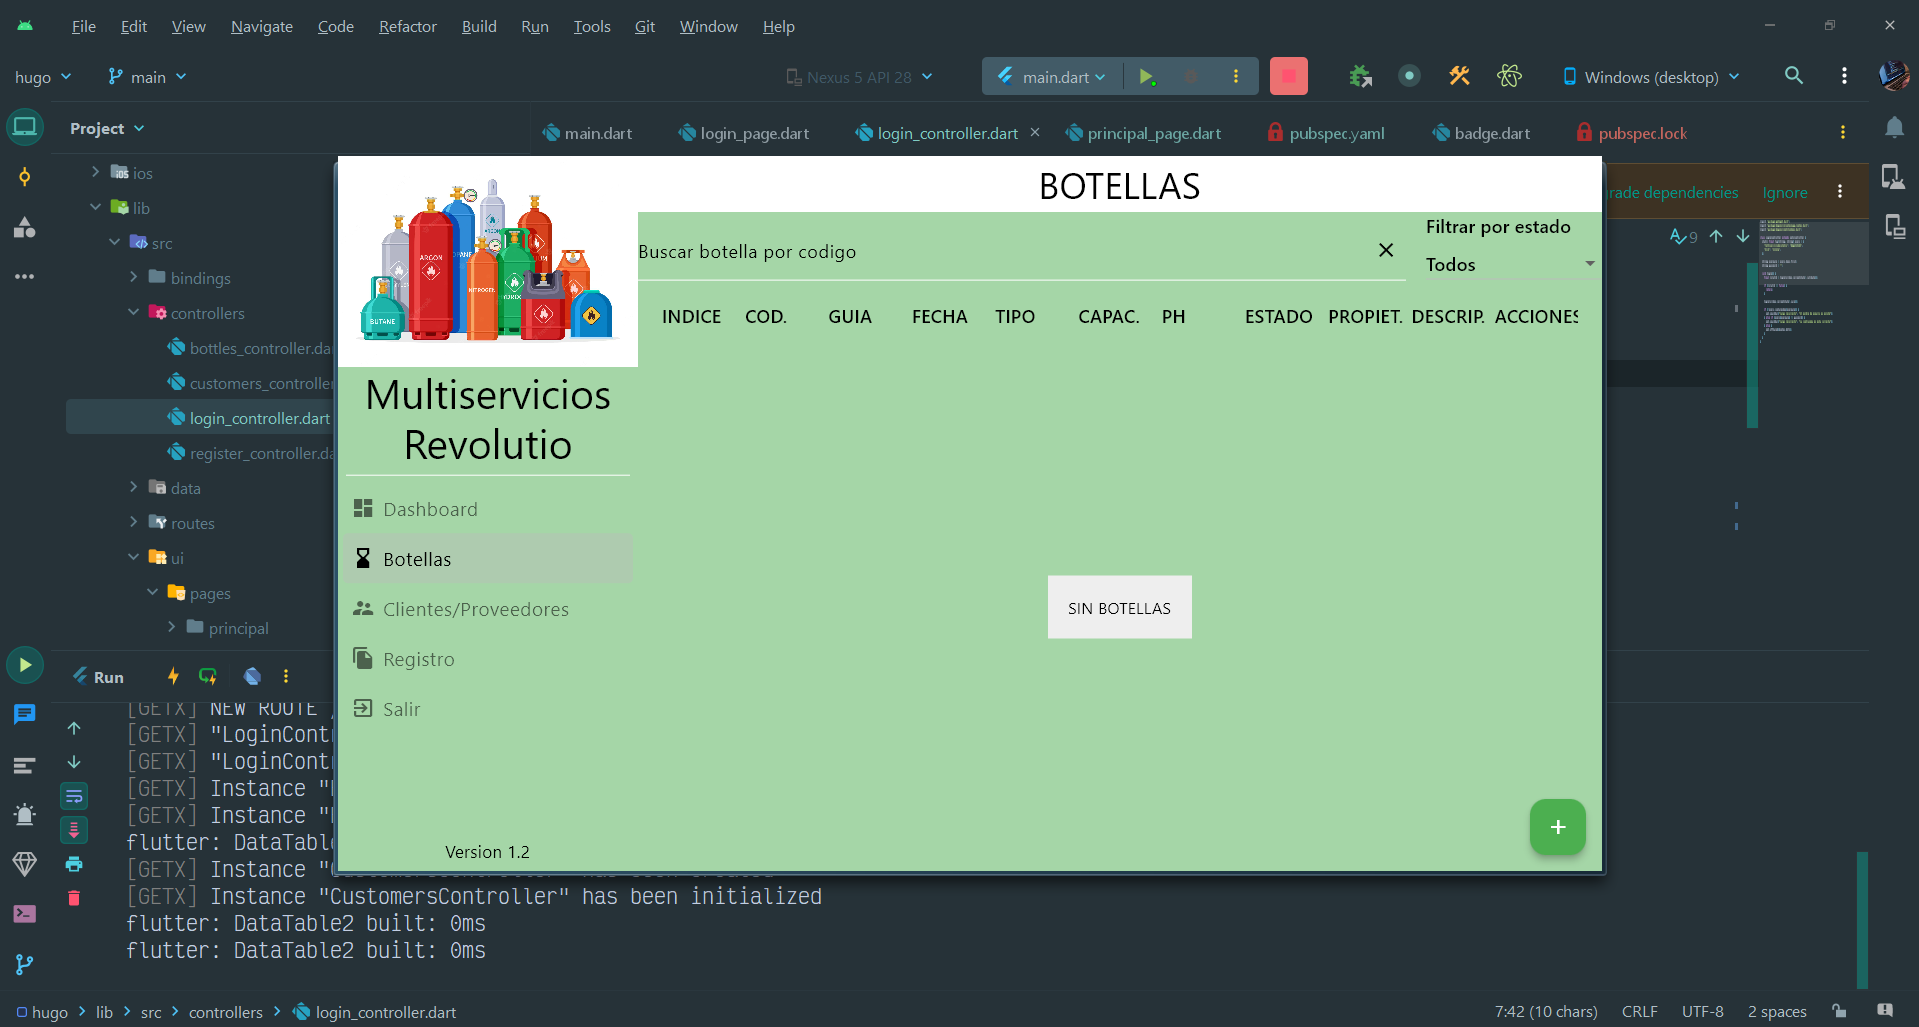 File Edit View Navigate Code Refactor Build Run Tools Git Window Help
hugo main Nexus 5 API 28 main.dart Windows (desktop)
Project main.dart login_page.dart login_controller.dart principal_page.dart pubspec.yaml badge.dart pubspec.lock
ios
lib
src
bindings
controllers
bottles_controller.da
customers_controller
login_controller.dart
register_controller.da
data
routes
ui
pages
principal
rade dependencies Ignore
9
BOTELLAS
Buscar botella por codigo
Filtrar por estado
Todos
INDICE COD. GUIA FECHA TIPO CAPAC. PH ESTADO PROPIET. DESCRIP. ACCIONES
SIN BOTELLAS
ARGON
NITROGEN
BUTANE
Multiservicios
Revolutio
Dashboard
Botellas
Clientes/Proveedores
Registro
Salir
Version 1.2
Run
[GETX] NEW ROUTE
[GETX] "LoginCont
[GETX] "LoginCont
[GETX] Instance "
[GETX] Instance "
flutter: DataTable
[GETX] Instance "CustomersController" has been created
[GETX] Instance "CustomersController" has been initialized
flutter: DataTable2 built: 0ms
flutter: DataTable2 built: 0ms
hugo lib src controllers login_controller.dart
7:42 (10 chars) CRLF UTF-8 2 spaces